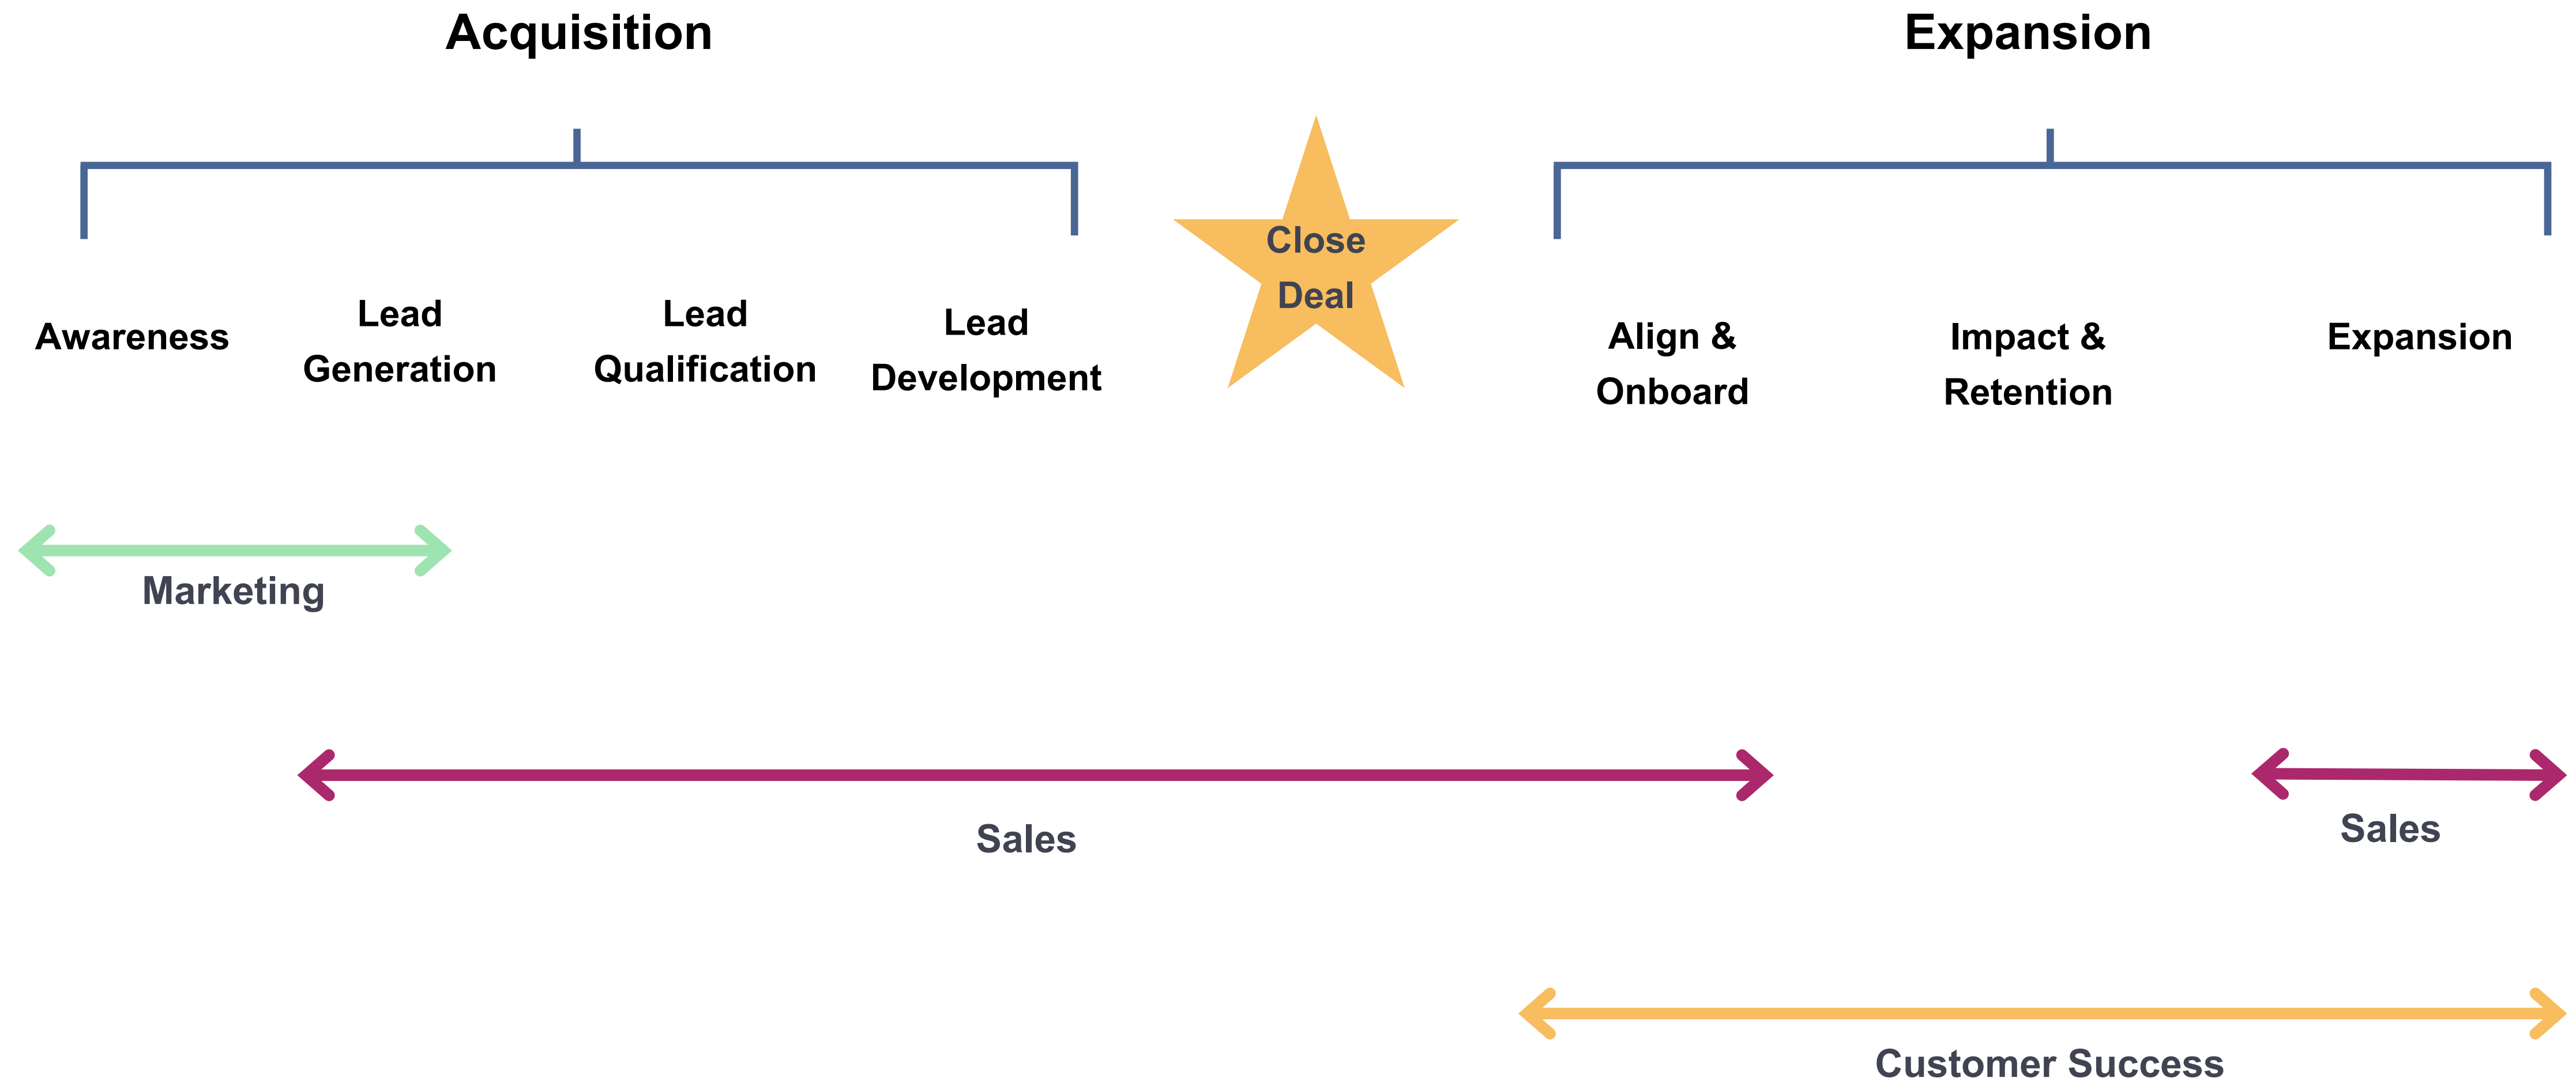 Acquisition
Expansion
Close
Deal
Awareness
Lead
Generation
Lead
Qualification
Lead
Development
Align &
Onboard
Impact &
Retention
Expansion
Marketing
Sales
Sales
Customer Success